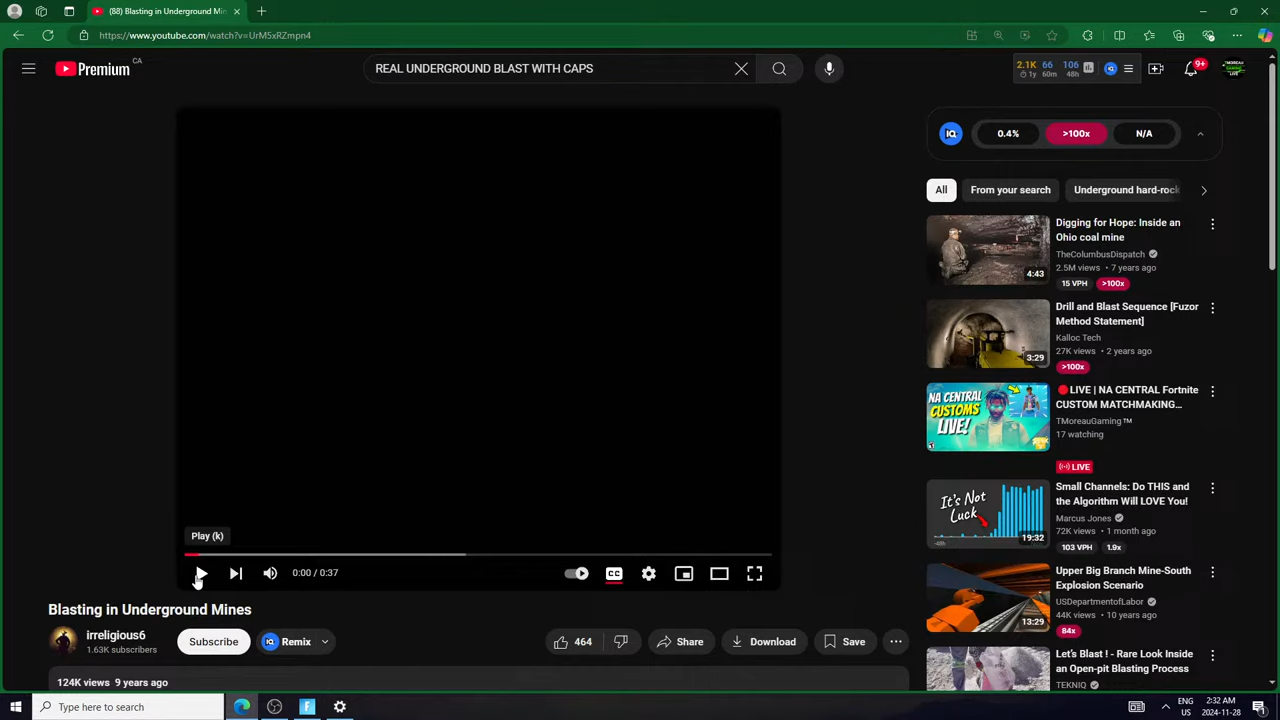 (88) Blasting in Underground Min
https://www.youtube.com/watch?v=UrM5xRZmpn4
Premium CA
REAL UNDERGROUND BLAST WITH CAPS
2.1K 66 106
1y 60m 48h
9+
IQ 0.4% >100x N/A
All From your search Underground hard-rock
Digging for Hope: Inside an
Ohio coal mine
TheColumbusDispatch
2.5M views • 7 years ago
15 VPH >100x
4:43
Drill and Blast Sequence [Fuzor
Method Statement]
Kalloc Tech
27K views • 2 years ago
>100x
3:29
NA CENTRAL
CUSTOMS
LIVE!
LIVE | NA CENTRAL Fortnite
CUSTOM MATCHMAKING…
TMoreauGaming™
17 watching
LIVE
It's Not
Luck
-48h
19:32
Small Channels: Do THIS and
the Algorithm Will LOVE You!
Marcus Jones
72K views • 1 month ago
103 VPH 1.9x
Upper Big Branch Mine-South
Explosion Scenario
USDepartmentofLabor
44K views • 10 years ago
84x
13:29
Let's Blast ! - Rare Look Inside
an Open-pit Blasting Process
TEKNIQ
Play (k)
0:00 / 0:37
CC
Blasting in Underground Mines
irreligious6
1.63K subscribers
Subscribe
IQ Remix
464
Share
Download
Save
124K views 9 years ago
Type here to search
F
ENG
US
2:32 AM
2024-11-28
1